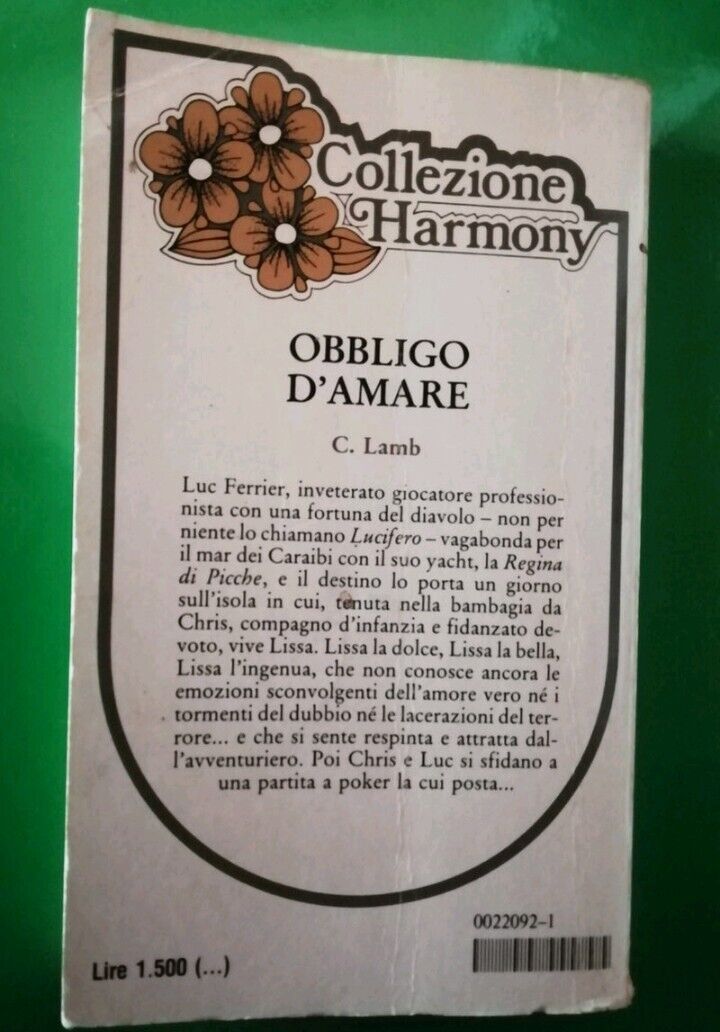 Collezione
Harmony
OBBLIGO
D'AMARE
C. Lamb
Luc Ferrier, inveterato giocatore professio-
nista con una fortuna del diavolo – non per
niente lo chiamano Lucifero – vagabonda per
il mar dei Caraibi con il suo yacht, la Regina
di Picche, e il destino lo porta un giorno
sull'isola in cui, tenuta nella bambagia da
Chris, compagno d'infanzia e fidanzato de-
voto, vive Lissa. Lissa la dolce, Lissa la bella,
Lissa l'ingenua, che non conosce ancora le
emozioni sconvolgenti dell'amore vero né i
tormenti del dubbio né le lacerazioni del ter-
rore... e che si sente respinta e attratta dal-
l'avventuriero. Poi Chris e Luc si sfidano a
una partita a poker la cui posta...
0022092-1
Lire 1.500 (...)